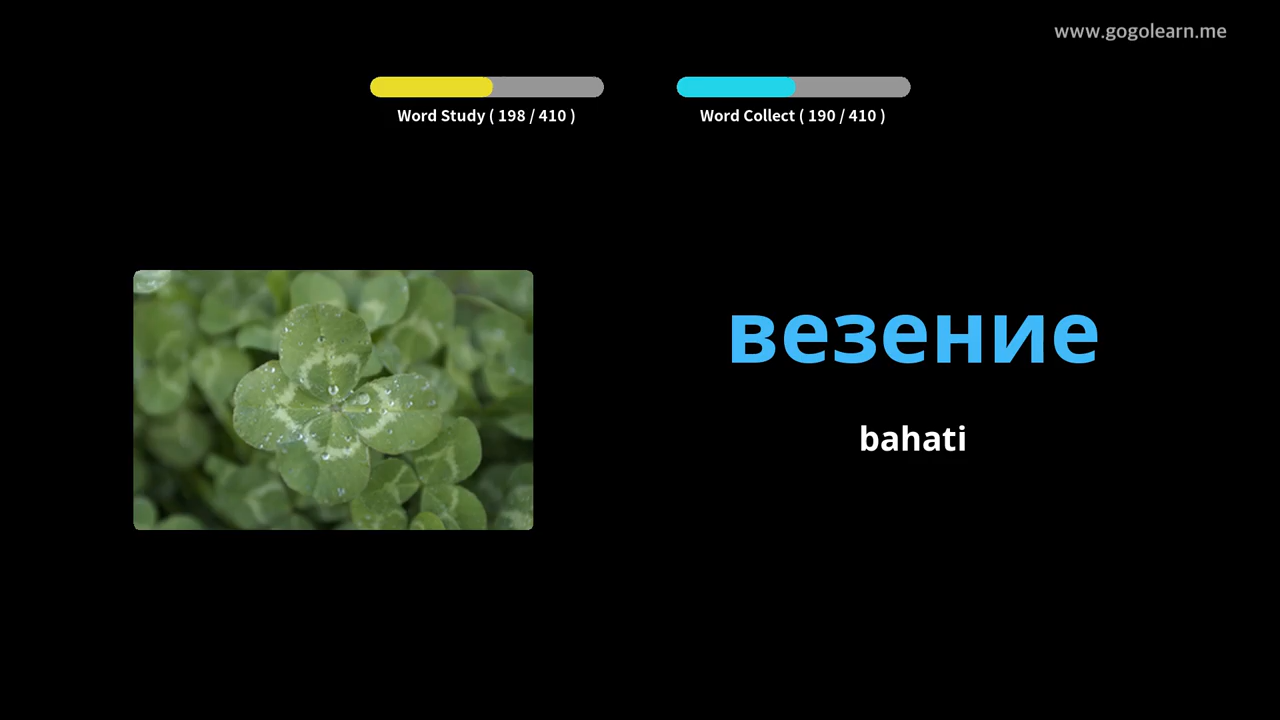 www.gogolearn.me
Word Study ( 198 / 410 )
Word Collect ( 190 / 410 )
везение
bahati